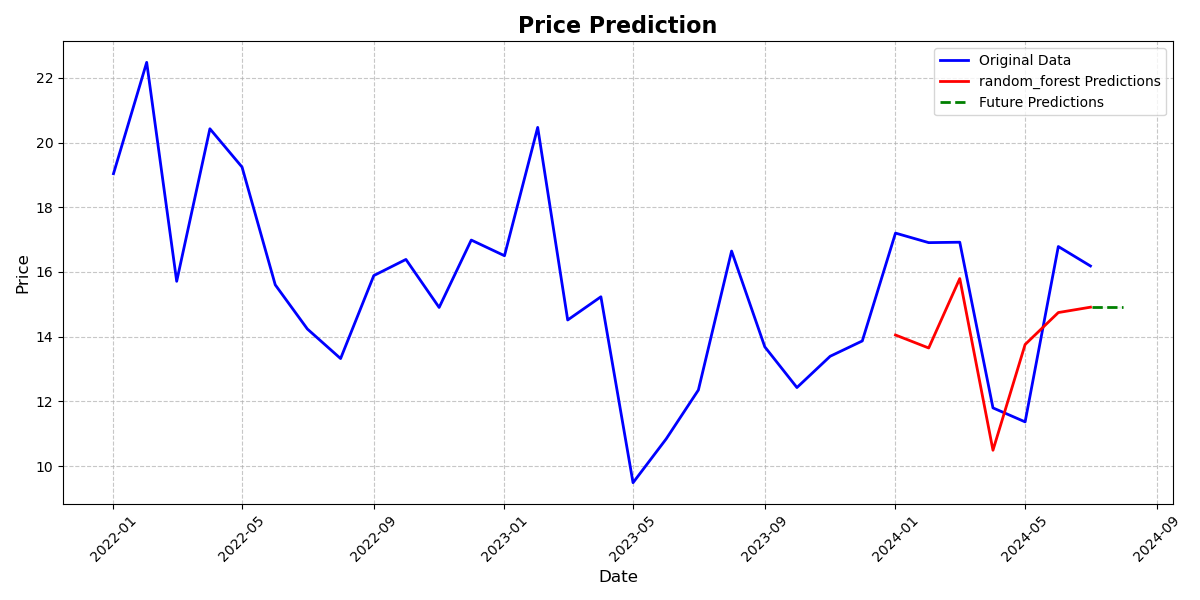 Price Prediction
Original Data
random_forest Predictions
Future Predictions
Price
22
20
18
16
14
12
10
2022-01
2022-05
2022-09
2023-01
2023-05
2023-09
2024-01
2024-05
2024-09
Date